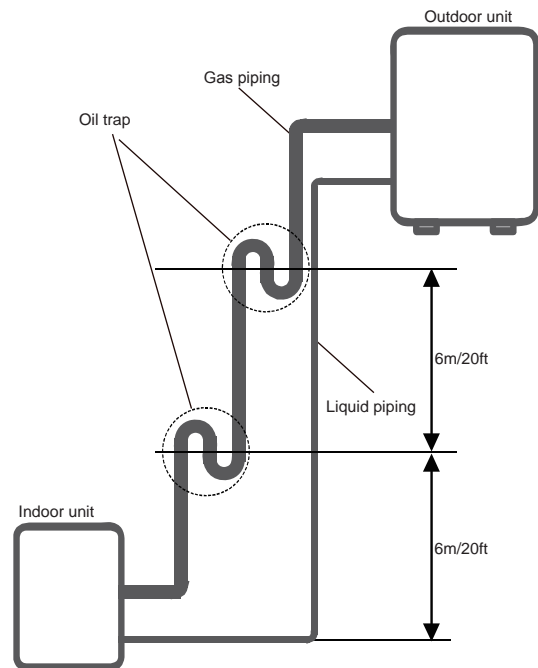 Outdoor unit
Gas piping
Oil trap
6m/20ft
Liquid piping
Indoor unit
6m/20ft